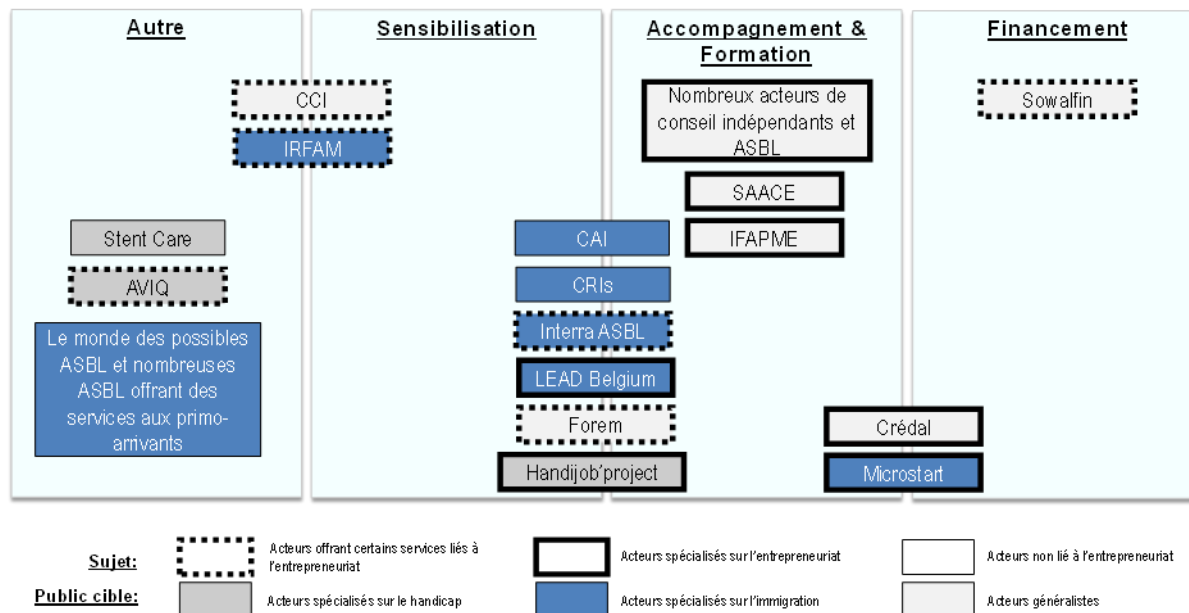 Autre
Sensibilisation
Accompagnement &
Formation
Financement
CCI
IRFAM
Nombreux acteurs de
conseil indépendants et
ASBL
Sowalfin
SAACE
IFAPME
Stent Care
AVIQ
Le monde des possibles
ASBL et nombreuses
ASBL offrant des
services aux primo-
arrivants
CAI
CRIs
Interra ASBL
LEAD Belgium
Forem
Handijob'project
Crédal
Microstart
Sujet:
Acteurs offrant certains services liés à
l'entrepreneuriat
Acteurs spécialisés sur l'entrepreneuriat
Acteurs non lié à l'entrepreneuriat
Public cible:
Acteurs spécialisés sur le handicap
Acteurs spécialisés sur l'immigration
Acteurs généralistes